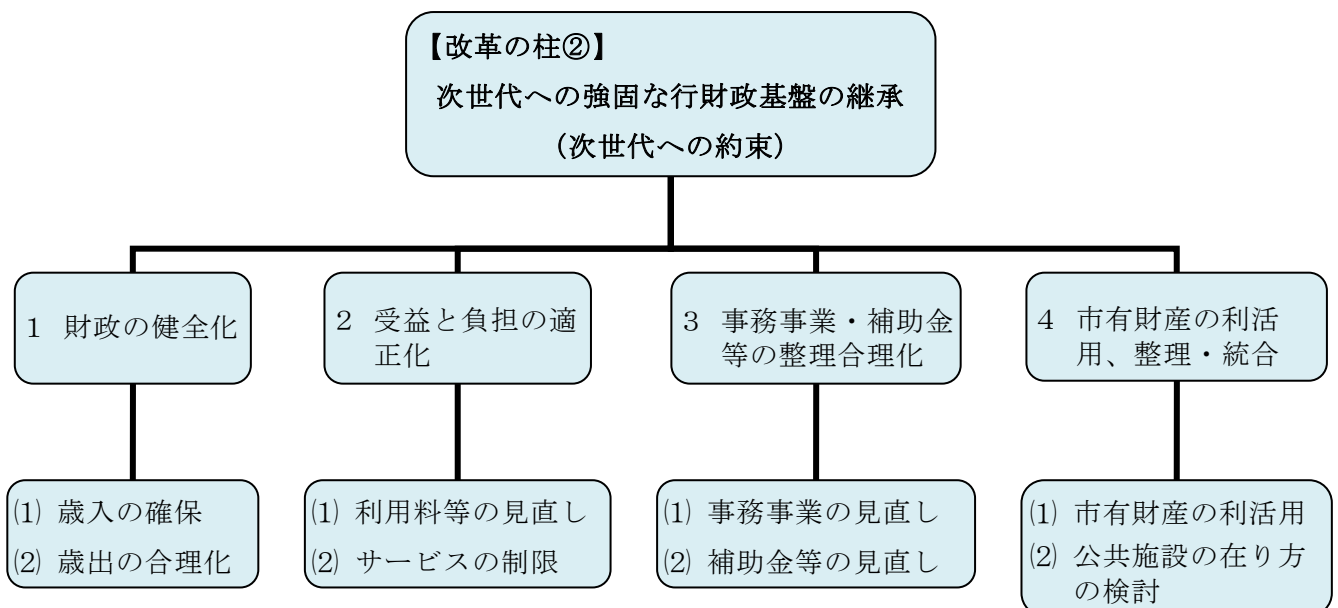 【改革の柱②】
次世代への強固な行財政基盤の継承
（次世代への約束）
１ 財政の健全化
２ 受益と負担の適
正化
３ 事務事業・補助金
等の整理合理化
４ 市有財産の利活
用、整理・統合
⑴ 歳入の確保
⑵ 歳出の合理化
⑴ 利用料等の見直し
⑵ サービスの制限
⑴ 事務事業の見直し
⑵ 補助金等の見直し
⑴ 市有財産の利活用
⑵ 公共施設の在り方
の検討